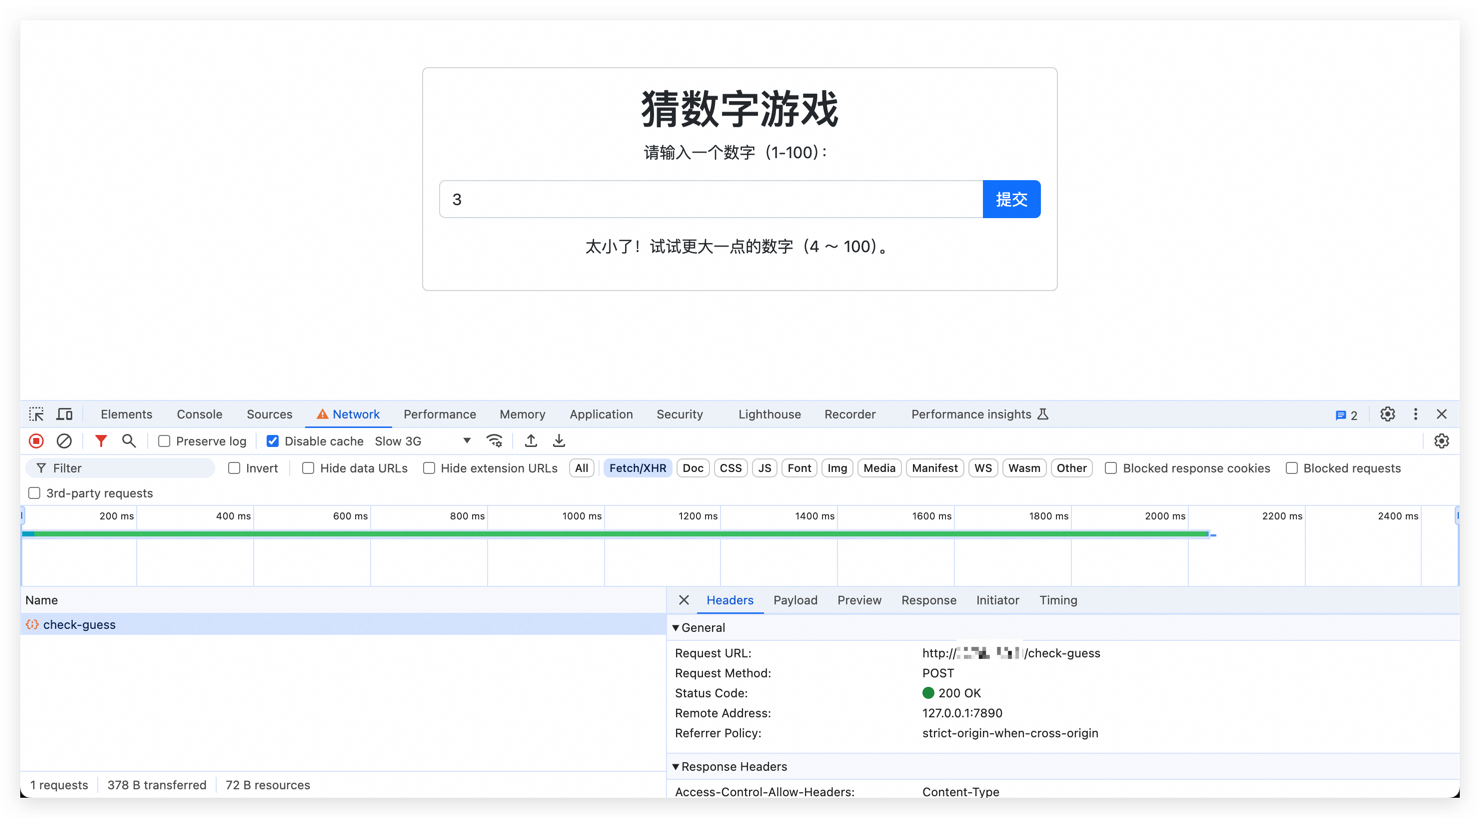 猜数字游戏
请输入一个数字（1-100）：
3
提交
太小了！试试更大一点的数字（4 ～ 100）。
Elements Console Sources Network Performance Memory Application Security Lighthouse Recorder Performance insights 2
Preserve log Disable cache Slow 3G
Filter Invert Hide data URLs Hide extension URLs All Fetch/XHR Doc CSS JS Font Img Media Manifest WS Wasm Other Blocked response cookies Blocked requests
3rd-party requests
200 ms 400 ms 600 ms 800 ms 1000 ms 1200 ms 1400 ms 1600 ms 1800 ms 2000 ms 2200 ms 2400 ms
Name
check-guess
1 requests 378 B transferred 72 B resources
Headers Payload Preview Response Initiator Timing
General
Request URL: http:// /check-guess
Request Method: POST
Status Code: 200 OK
Remote Address: 127.0.0.1:7890
Referrer Policy: strict-origin-when-cross-origin
Response Headers
Access-Control-Allow-Headers: Content-Type